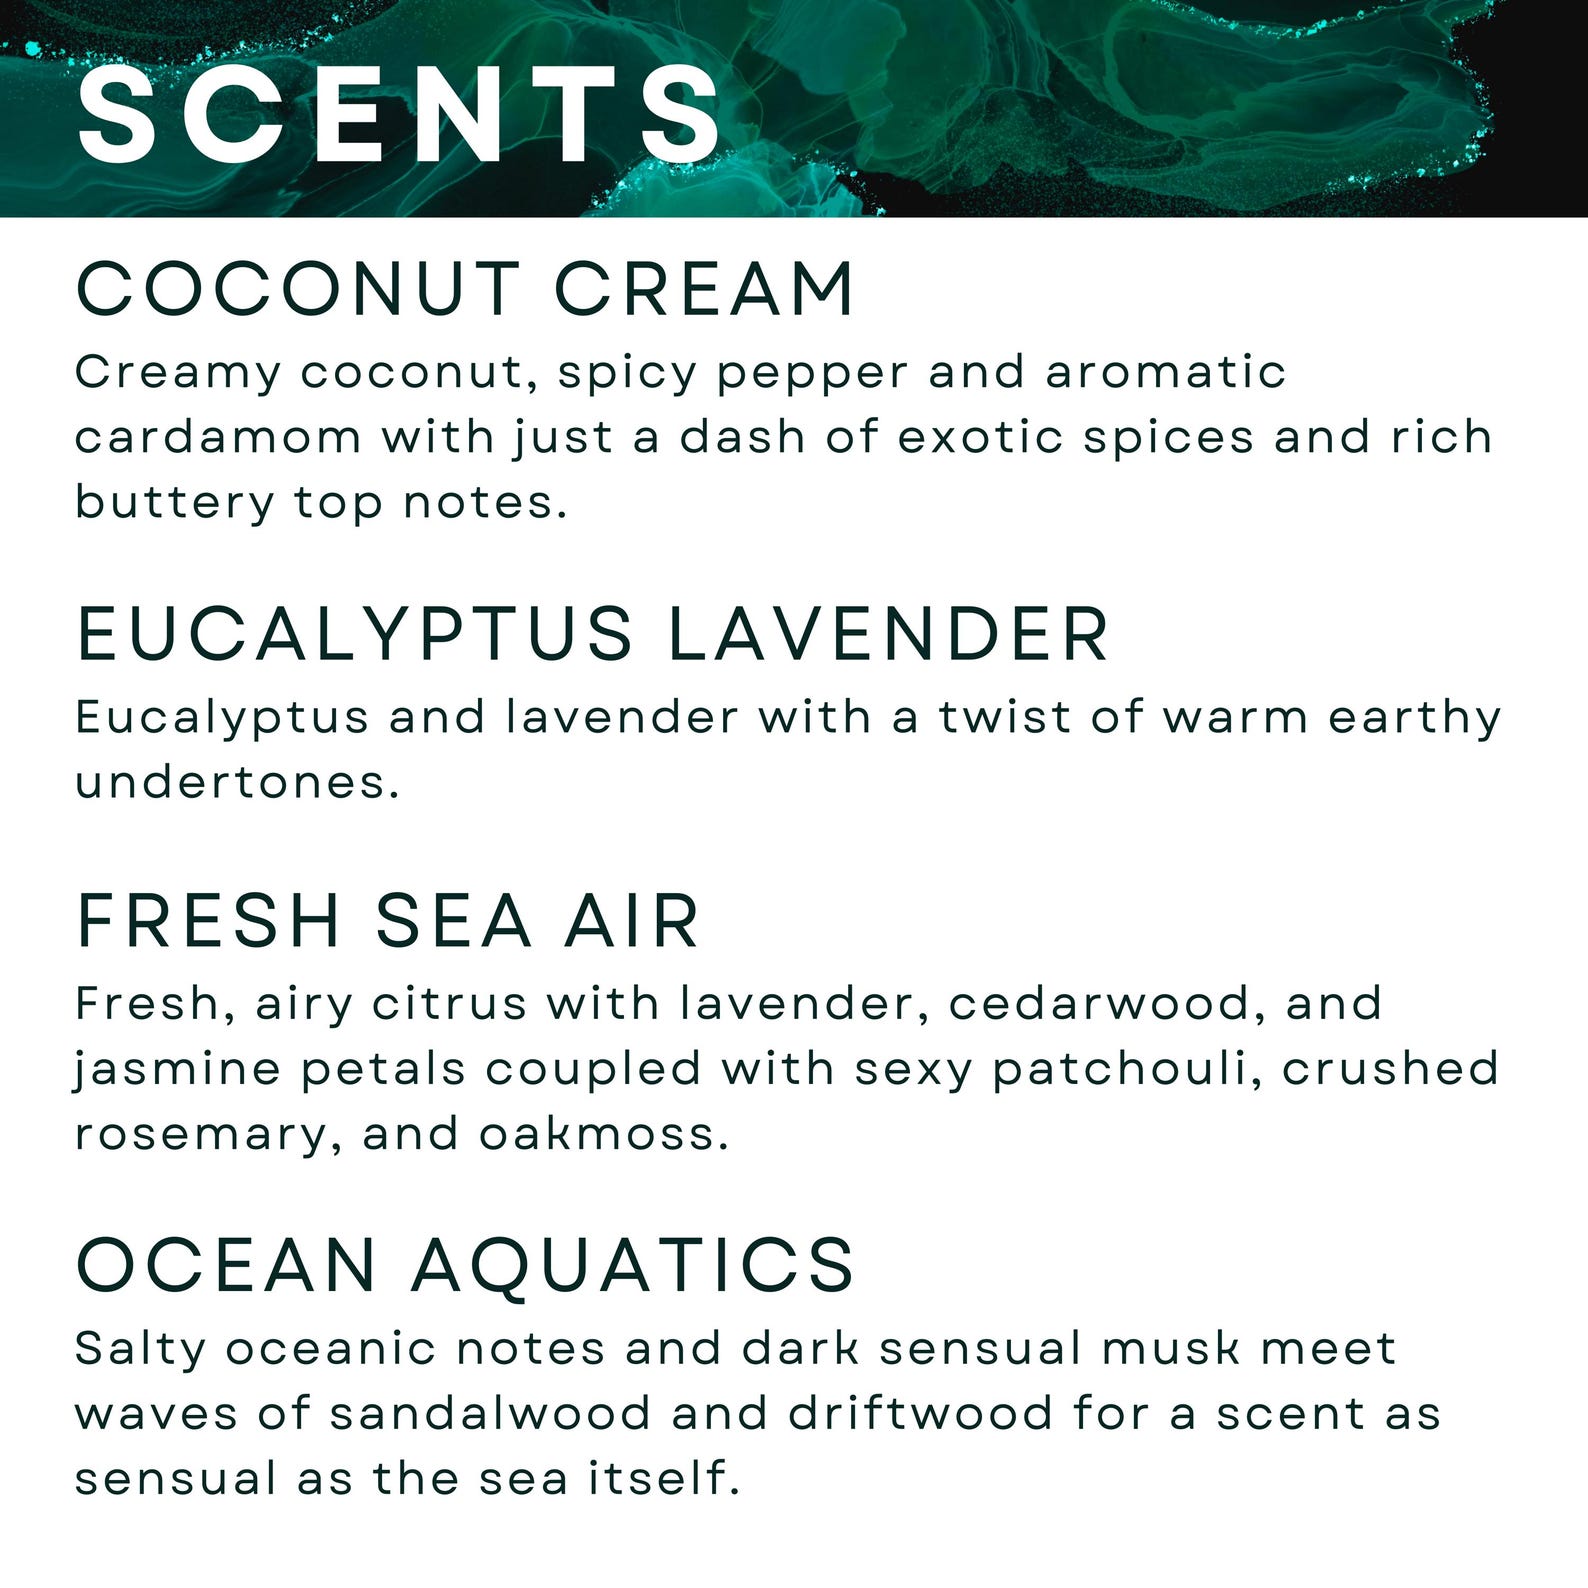 SCENTS
COCONUT CREAM
Creamy coconut, spicy pepper and aromatic
cardamom with just a dash of exotic spices and rich
buttery top notes.
EUCALYPTUS LAVENDER
Eucalyptus and lavender with a twist of warm earthy
undertones.
FRESH SEA AIR
Fresh, airy citrus with lavender, cedarwood, and
jasmine petals coupled with sexy patchouli, crushed
rosemary, and oakmoss.
OCEAN AQUATICS
Salty oceanic notes and dark sensual musk meet
waves of sandalwood and driftwood for a scent as
sensual as the sea itself.